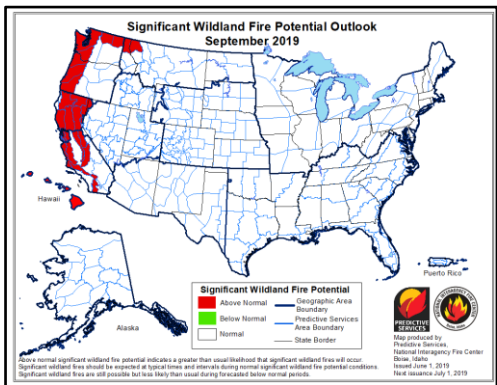 Significant Wildland Fire Potential Outlook
September 2019
Hawaii
Alaska
Puerto Rico
Significant Wildland Fire Potential
Above Normal
Below Normal
Normal
Geographic Area
Boundary
Predictive Services
Area Boundary
State Border
PREDICTIVE
SERVICES
Map produced by
Predictive Services,
National Interagency Fire Center
Boise, Idaho
Issued June 1, 2019
Next issuance July 1, 2019
Above normal significant wildland fire potential indicates a greater than usual likelihood that significant wildland fires will occur.
Significant wildland fires should be expected at typical times and intervals during normal significant wildland fire potential conditions.
Significant wildland fires are still possible but less likely than usual during forecasted below normal periods.